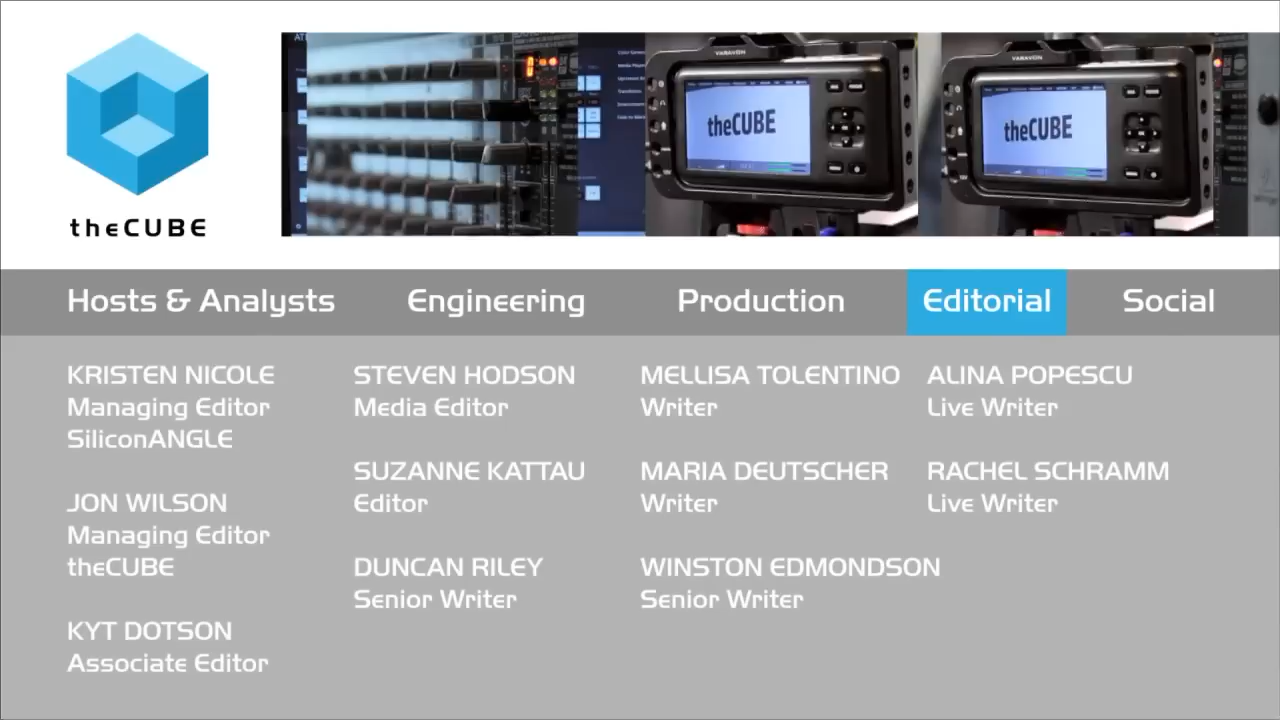 theCUBE
VARAVON
theCUBE
VARAVON
theCUBE
Hosts & Analysts
Engineering
Production
Editorial
Social
KRISTEN NICOLE
Managing Editor
SiliconANGLE
JON WILSON
Managing Editor
theCUBE
KYT DOTSON
Associate Editor
STEVEN HODSON
Media Editor
SUZANNE KATTAU
Editor
DUNCAN RILEY
Senior Writer
MELLISA TOLENTINO
Writer
MARIA DEUTSCHER
Writer
WINSTON EDMONDSON
Senior Writer
ALINA POPESCU
Live Writer
RACHEL SCHRAMM
Live Writer